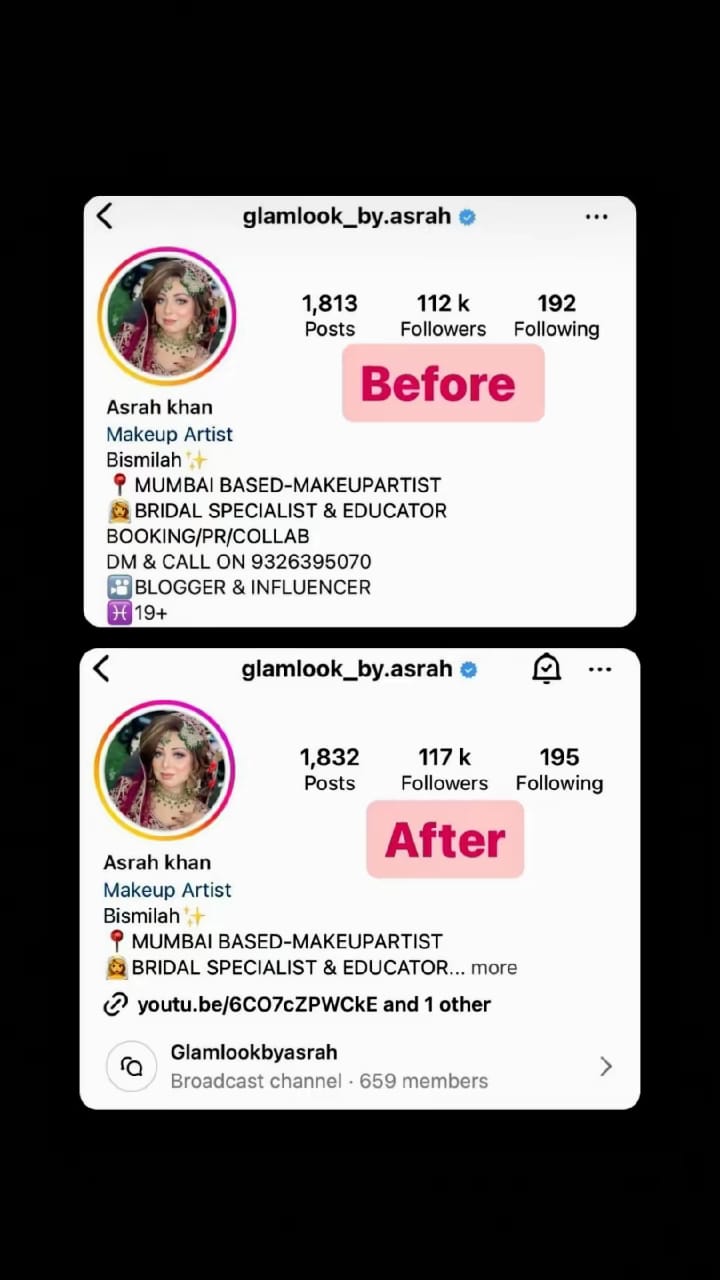 glamlook_by.asrah
1,813 112 k 192
Posts Followers Following
Before
Asrah khan
Makeup Artist
Bismilah✨
📍MUMBAI BASED-MAKEUPARTIST
👰BRIDAL SPECIALIST & EDUCATOR
BOOKING/PR/COLLAB
DM & CALL ON 9326395070
🎦BLOGGER & INFLUENCER
♓19+
glamlook_by.asrah
1,832 117 k 195
Posts Followers Following
After
Asrah khan
Makeup Artist
Bismilah✨
📍MUMBAI BASED-MAKEUPARTIST
👰BRIDAL SPECIALIST & EDUCATOR... more
youtu.be/6CO7cZPWCkE and 1 other
Glamlookbyasrah
Broadcast channel · 659 members